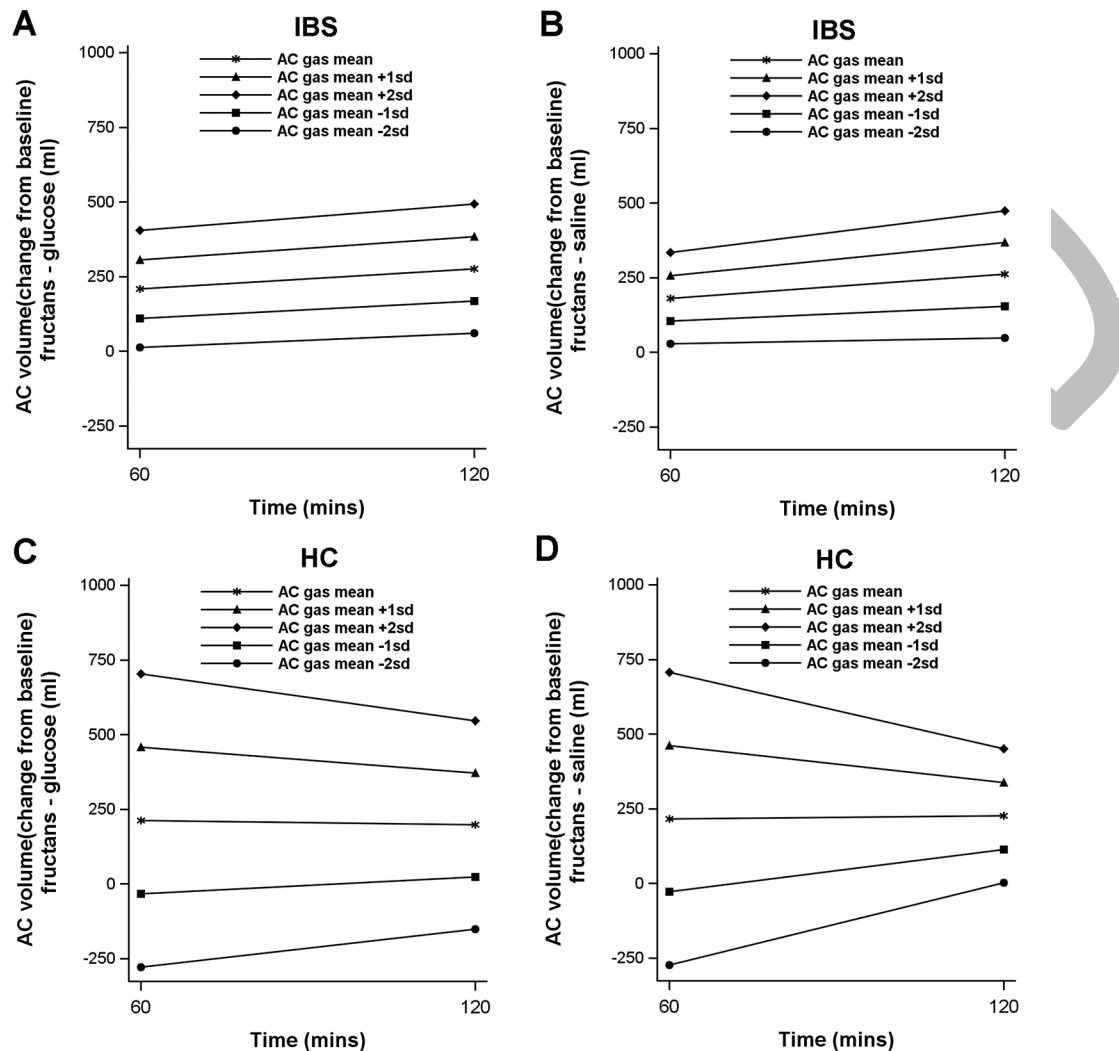 A
IBS
AC gas mean
AC gas mean +1sd
AC gas mean +2sd
AC gas mean -1sd
AC gas mean -2sd
1000
750
500
250
0
-250
AC volume(change from baseline)
fructans - glucose (ml)
60
120
Time (mins)
B
IBS
AC gas mean
AC gas mean +1sd
AC gas mean +2sd
AC gas mean -1sd
AC gas mean -2sd
1000
750
500
250
0
-250
AC volume(change from baseline)
fructans - saline (ml)
60
120
Time (mins)
C
HC
AC gas mean
AC gas mean +1sd
AC gas mean +2sd
AC gas mean -1sd
AC gas mean -2sd
1000
750
500
250
0
-250
AC volume(change from baseline)
fructans - glucose (ml)
60
120
Time (mins)
D
HC
AC gas mean
AC gas mean +1sd
AC gas mean +2sd
AC gas mean -1sd
AC gas mean -2sd
1000
750
500
250
0
-250
AC volume(change from baseline)
fructans - saline (ml)
60
120
Time (mins)